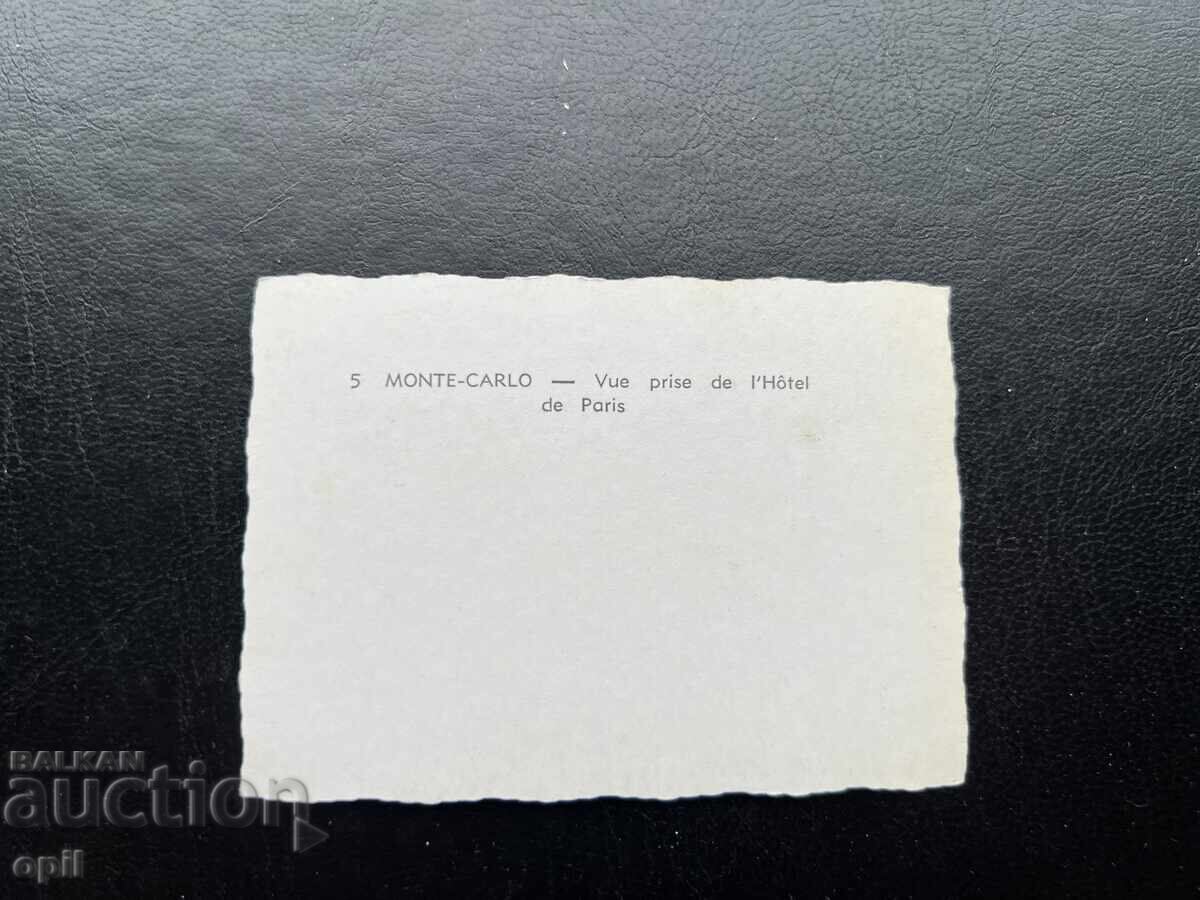 5 MONTE-CARLO — Vue prise de l'Hôtel
de Paris
BALKAN
auction
opil